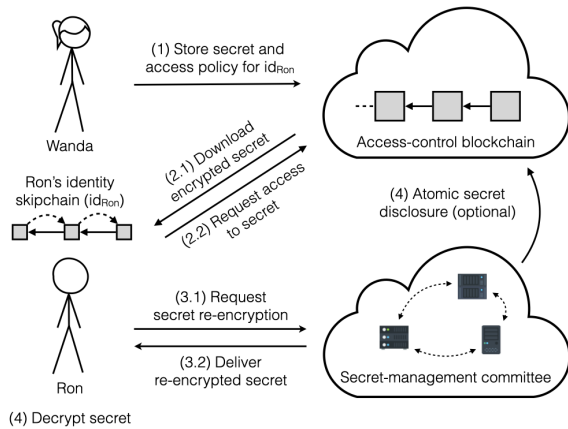 (1) Store secret and
access policy for idRon
Wanda
Access-control blockchain
(2.1) Download
encrypted secret
(2.2) Request access
to secret
Ron's identity
skipchain (idRon)
(4) Atomic secret
disclosure (optional)
(3.1) Request
secret re-encryption
(3.2) Deliver
re-encrypted secret
Ron
Secret-management committee
(4) Decrypt secret